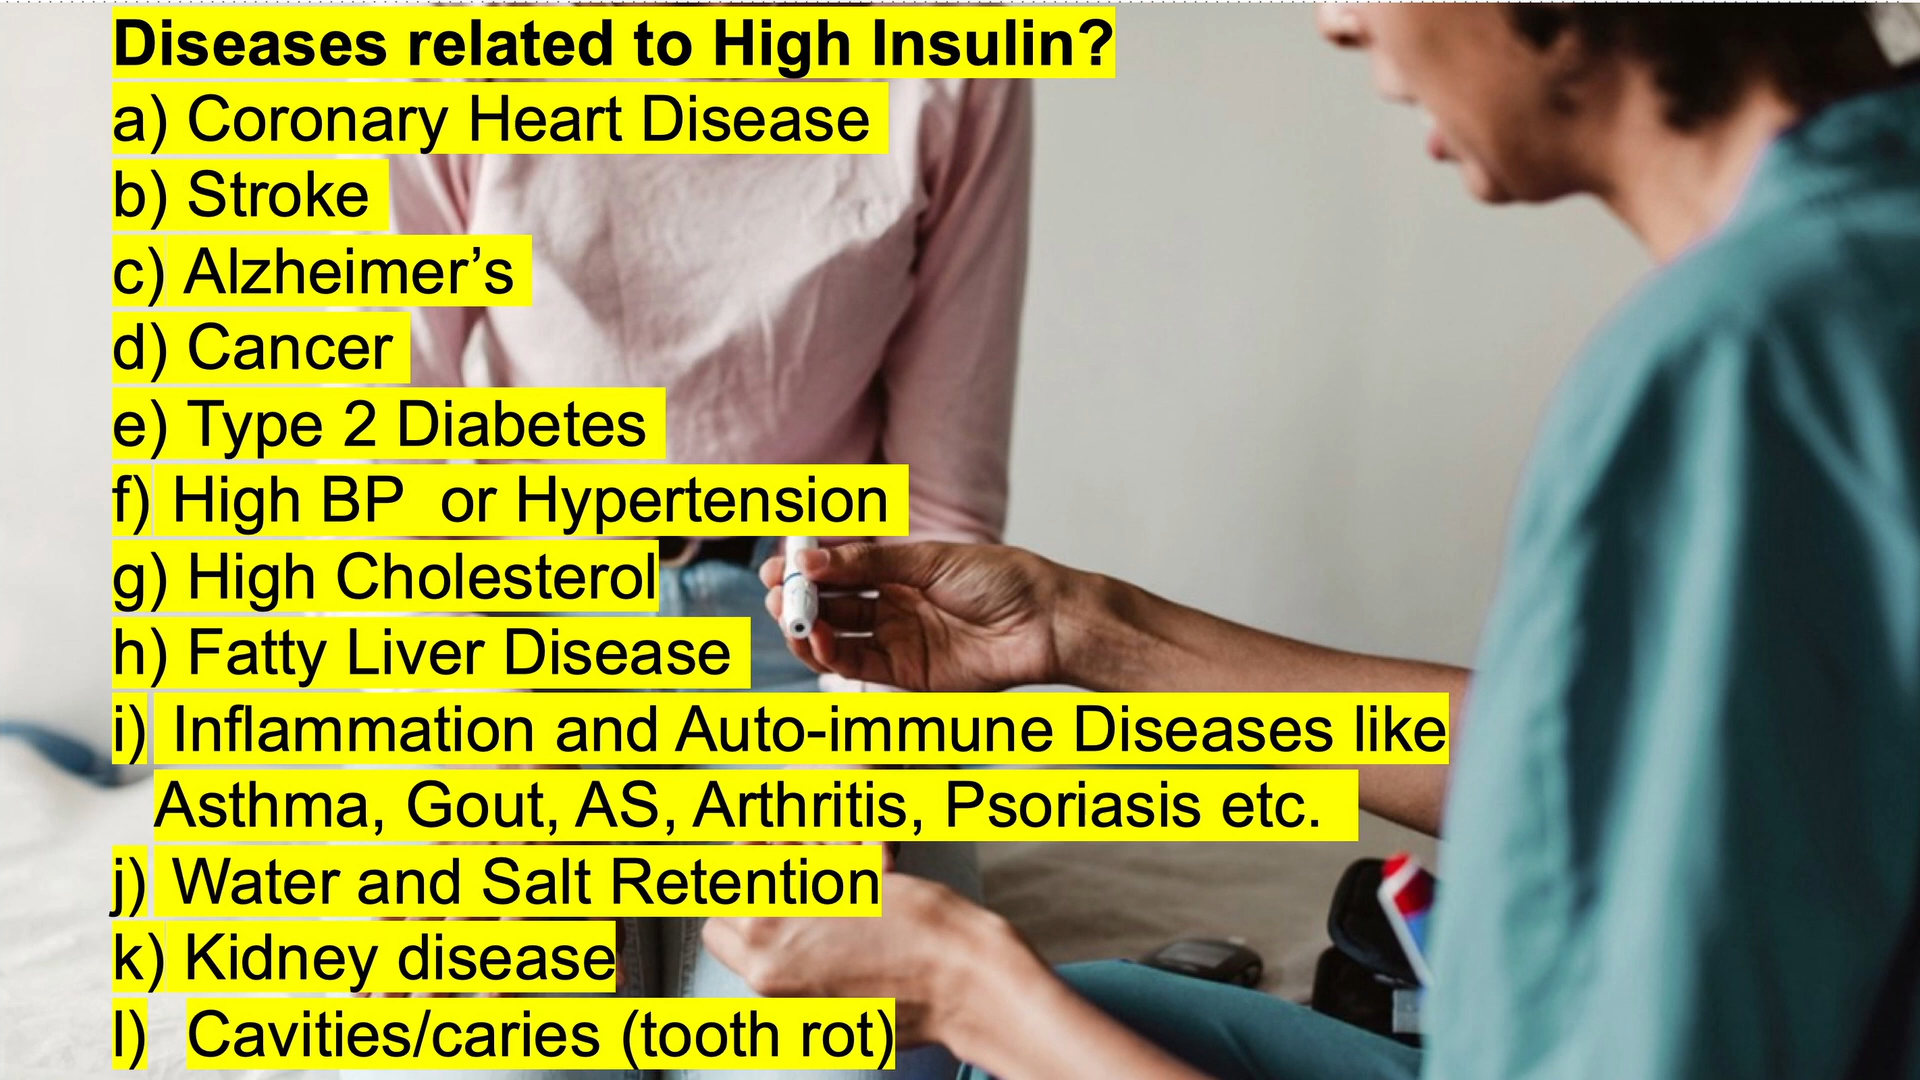 Diseases related to High Insulin?
a) Coronary Heart Disease
b) Stroke
c) Alzheimer’s
d) Cancer
e) Type 2 Diabetes
f) High BP  or Hypertension
g) High Cholesterol
h) Fatty Liver Disease
i) Inflammation and Auto-immune Diseases like
Asthma, Gout, AS, Arthritis, Psoriasis etc.
j) Water and Salt Retention
k) Kidney disease
l) Cavities/caries (tooth rot)